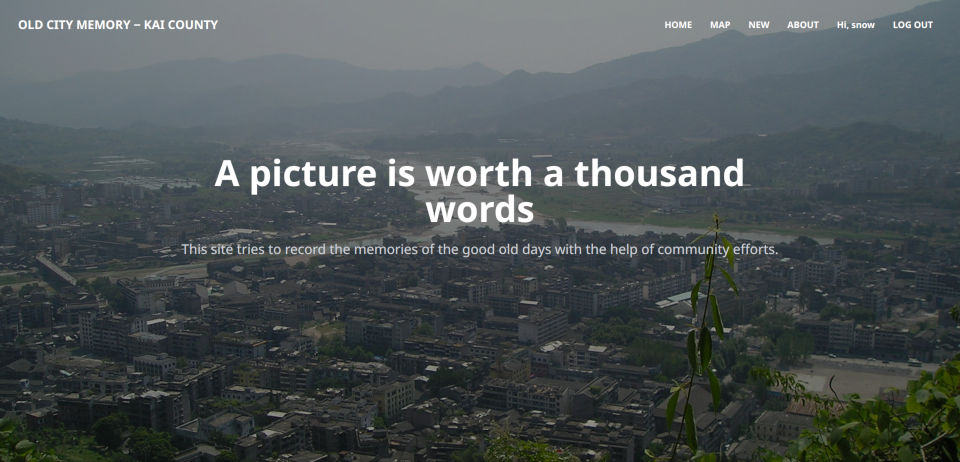 OLD CITY MEMORY – KAI COUNTY
HOME MAP NEW ABOUT Hi, snow LOG OUT
A picture is worth a thousand
words
This site tries to record the memories of the good old days with the help of community efforts.